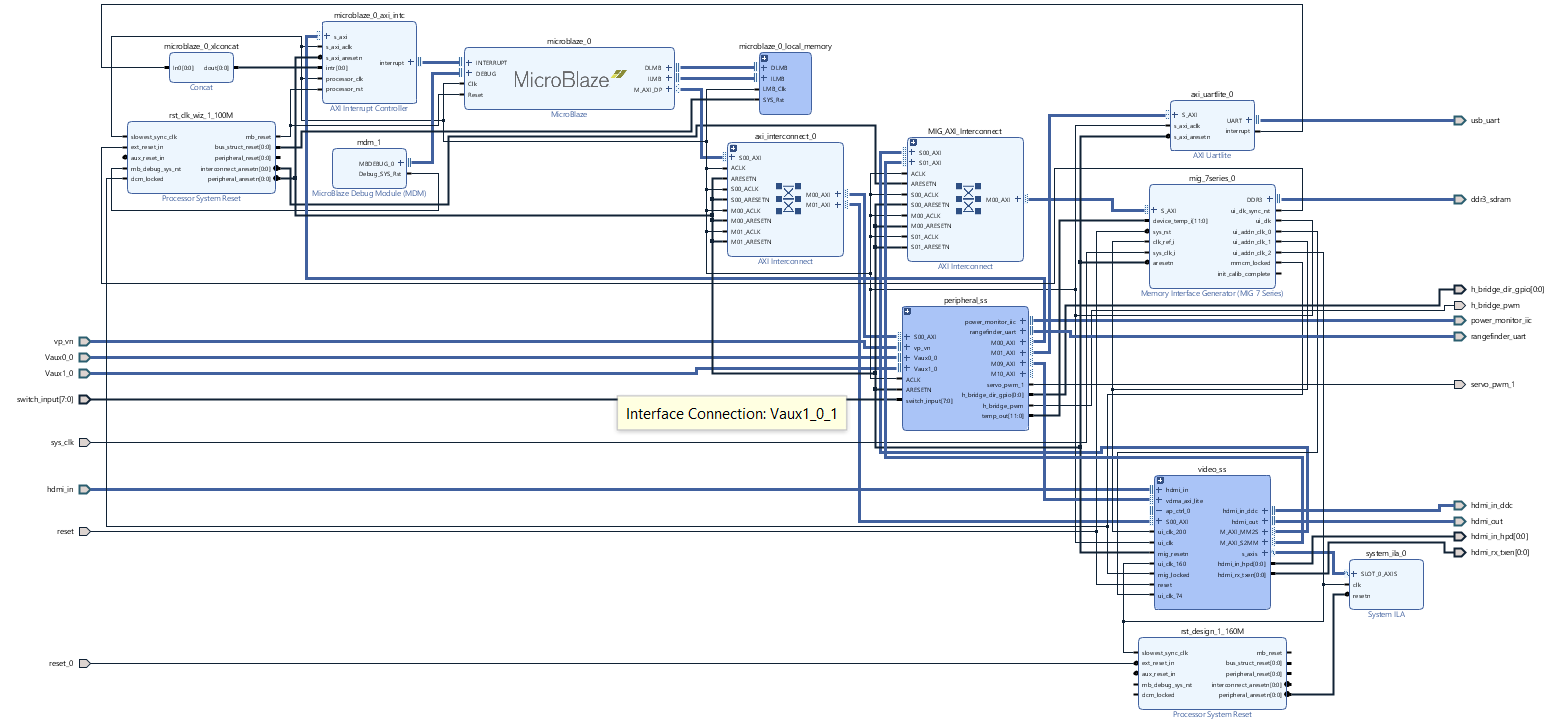 microblaze_0_axi_intc
s_axi
s_axi_aclk
s_axi_aresetn
intr[0:0]
processor_clk
processor_rst
interrupt
AXI Interrupt Controller
microblaze_0_xlconcat
In0[0:0]
dout[0:0]
Concat
microblaze_0
INTERRUPT
DEBUG
Clk
Reset
MicroBlaze
DLMB
ILMB
M_AXI_DP
MicroBlaze
microblaze_0_local_memory
DLMB
ILMB
LMB_Clk
SYS_Rst
rst_clk_wiz_1_100M
slowest_sync_clk
ext_reset_in
aux_reset_in
mb_debug_sys_rst
dcm_locked
mb_reset
bus_struct_reset[0:0]
peripheral_reset[0:0]
interconnect_aresetn[0:0]
peripheral_aresetn[0:0]
Processor System Reset
mdm_1
MBDEBUG_0
Debug_SYS_Rst
MicroBlaze Debug Module (MDM)
axi_interconnect_0
S00_AXI
ACLK
ARESETN
S00_ACLK
S00_ARESETN
M00_ACLK
M00_ARESETN
M01_ACLK
M01_ARESETN
M00_AXI
M01_AXI
AXI Interconnect
MIG_AXI_Interconnect
S00_AXI
S01_AXI
ACLK
ARESETN
S00_ACLK
S00_ARESETN
M00_ACLK
M00_ARESETN
S01_ACLK
S01_ARESETN
M00_AXI
AXI Interconnect
axi_uartlite_0
S_AXI
s_axi_aclk
s_axi_aresetn
UART
interrupt
AXI Uartlite
usb_uart
mig_7series_0
S_AXI
device_temp_i[11:0]
sys_rst
clk_ref_i
sys_clk_i
aresetn
DDR3
ui_clk_sync_rst
ui_clk
ui_addn_clk_0
ui_addn_clk_1
ui_addn_clk_2
mmcm_locked
init_calib_complete
Memory Interface Generator (MIG 7 Series)
ddr3_sdram
h_bridge_dir_gpio[0:0]
h_bridge_pwm
power_monitor_iic
rangefinder_uart
servo_pwm_1
peripheral_ss
S00_AXI
vp_vn
Vaux0_0
Vaux1_0
ACLK
ARESETN
switch_input[7:0]
power_monitor_iic
rangefinder_uart
M00_AXI
M01_AXI
M09_AXI
M10_AXI
servo_pwm_1
h_bridge_dir_gpio[0:0]
h_bridge_pwm
temp_out[11:0]
vp_vn
Vaux0_0
Vaux1_0
switch_input[7:0]
Interface Connection: Vaux1_0_1
sys_clk
hdmi_in
reset
reset_0
video_ss
hdmi_in
vdma_axi_lite
ap_ctrl_0
S00_AXI
ui_clk_200
ui_clk
mig_resetn
ui_clk_160
mig_locked
reset
ui_clk_74
hdmi_in_ddc
hdmi_out
M_AXI_MM2S
M_AXI_S2MM
s_axis
hdmi_in_hpd[0:0]
hdmi_rx_txen[0:0]
hdmi_in_ddc
hdmi_out
hdmi_in_hpd[0:0]
hdmi_rx_txen[0:0]
system_ila_0
SLOT_0_AXIS
clk
resetn
System ILA
rst_design_1_160M
slowest_sync_clk
ext_reset_in
aux_reset_in
mb_debug_sys_rst
dcm_locked
mb_reset
bus_struct_reset[0:0]
peripheral_reset[0:0]
interconnect_aresetn[0:0]
peripheral_aresetn[0:0]
Processor System Reset